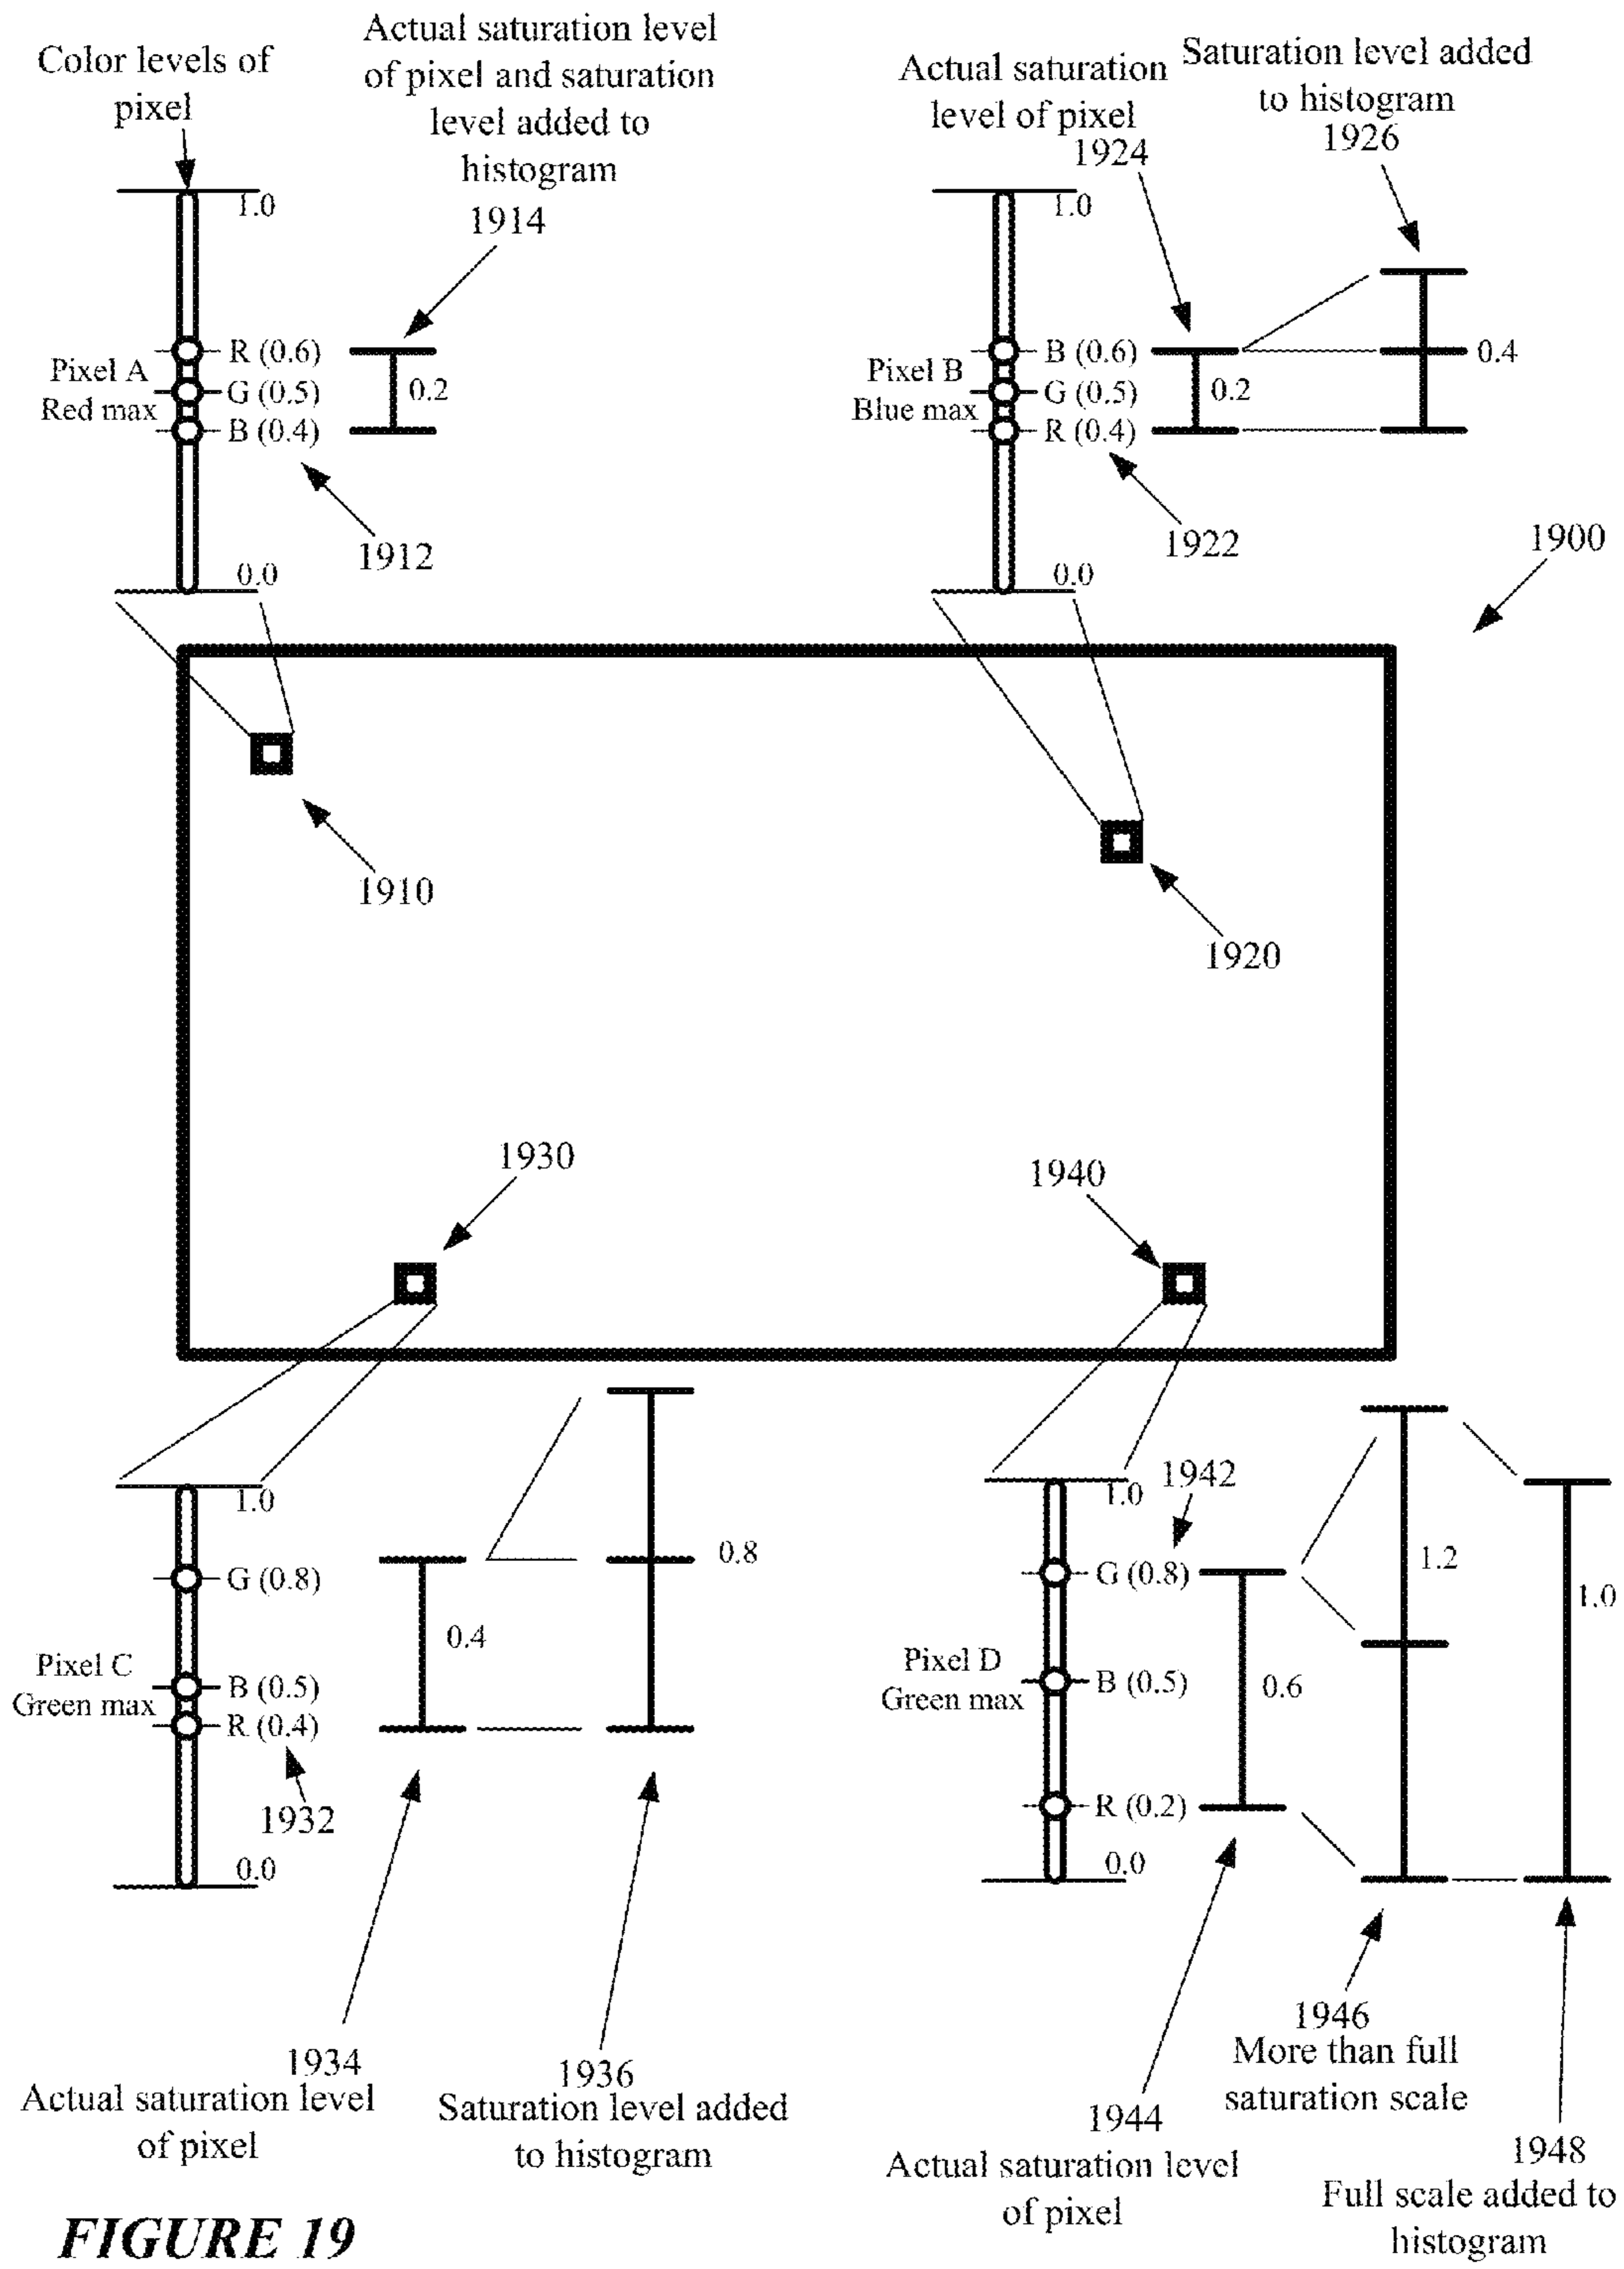 Color levels of
pixel
Actual saturation level
of pixel and saturation
level added to
histogram
1914
1.0
R (0.6)
Pixel A
Red max
G (0.5)
B (0.4)
0.2
1912
0.0
Actual saturation
level of pixel
1924
Saturation level added
to histogram
1926
1.0
B (0.6)
Pixel B
Blue max
G (0.5)
R (0.4)
0.2
0.4
1922
0.0
1900
1910
1920
1930
1940
1.0
G (0.8)
Pixel C
Green max
B (0.5)
R (0.4)
0.4
0.8
1932
0.0
1934
Actual saturation level
of pixel
1936
Saturation level added
to histogram
1.0
1942
G (0.8)
Pixel D
Green max
B (0.5)
R (0.2)
0.6
1.2
1.0
0.0
1944
Actual saturation level
of pixel
1946
More than full
saturation scale
1948
Full scale added to
histogram
FIGURE 19